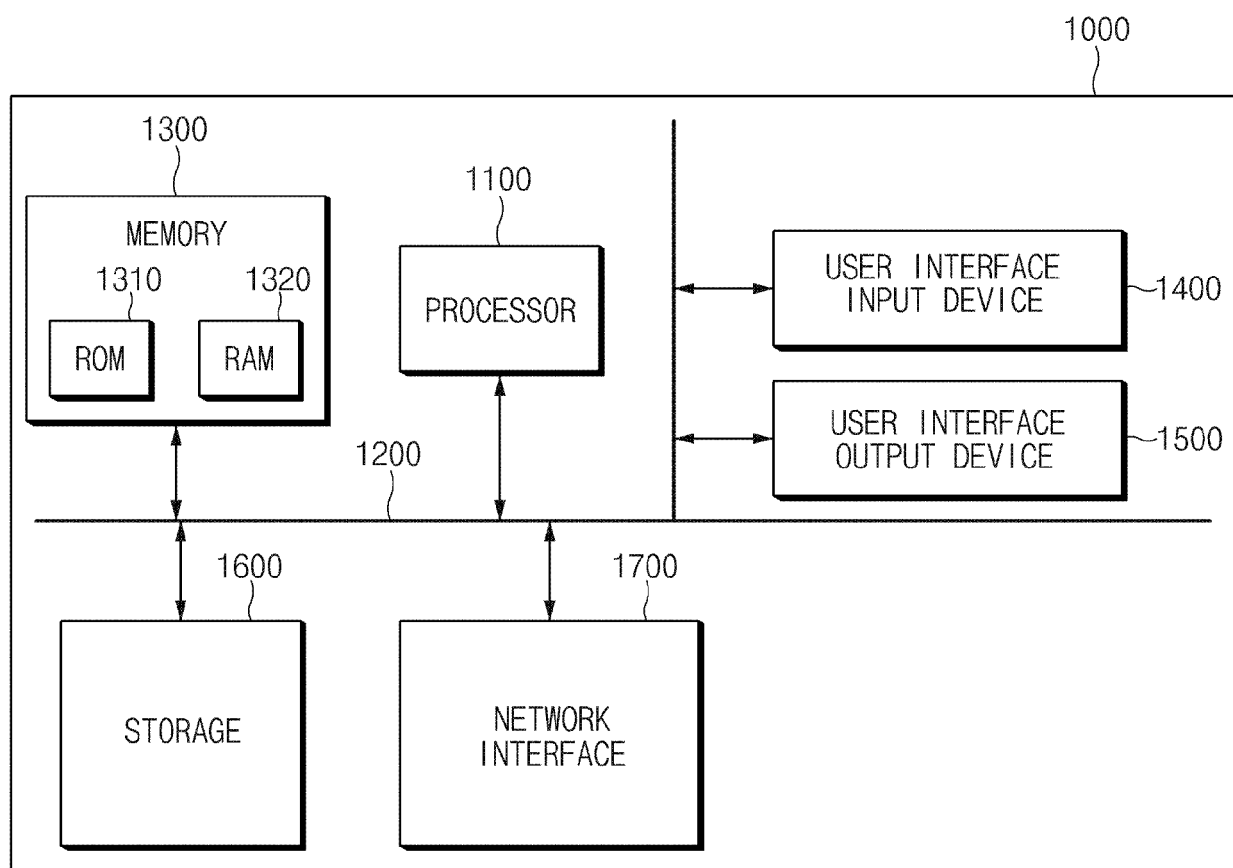 1000
1300
MEMORY
1310
1320
ROM
RAM
1100
PROCESSOR
USER INTERFACE
INPUT DEVICE
1400
USER INTERFACE
OUTPUT DEVICE
1500
1200
1600
STORAGE
1700
NETWORK
INTERFACE